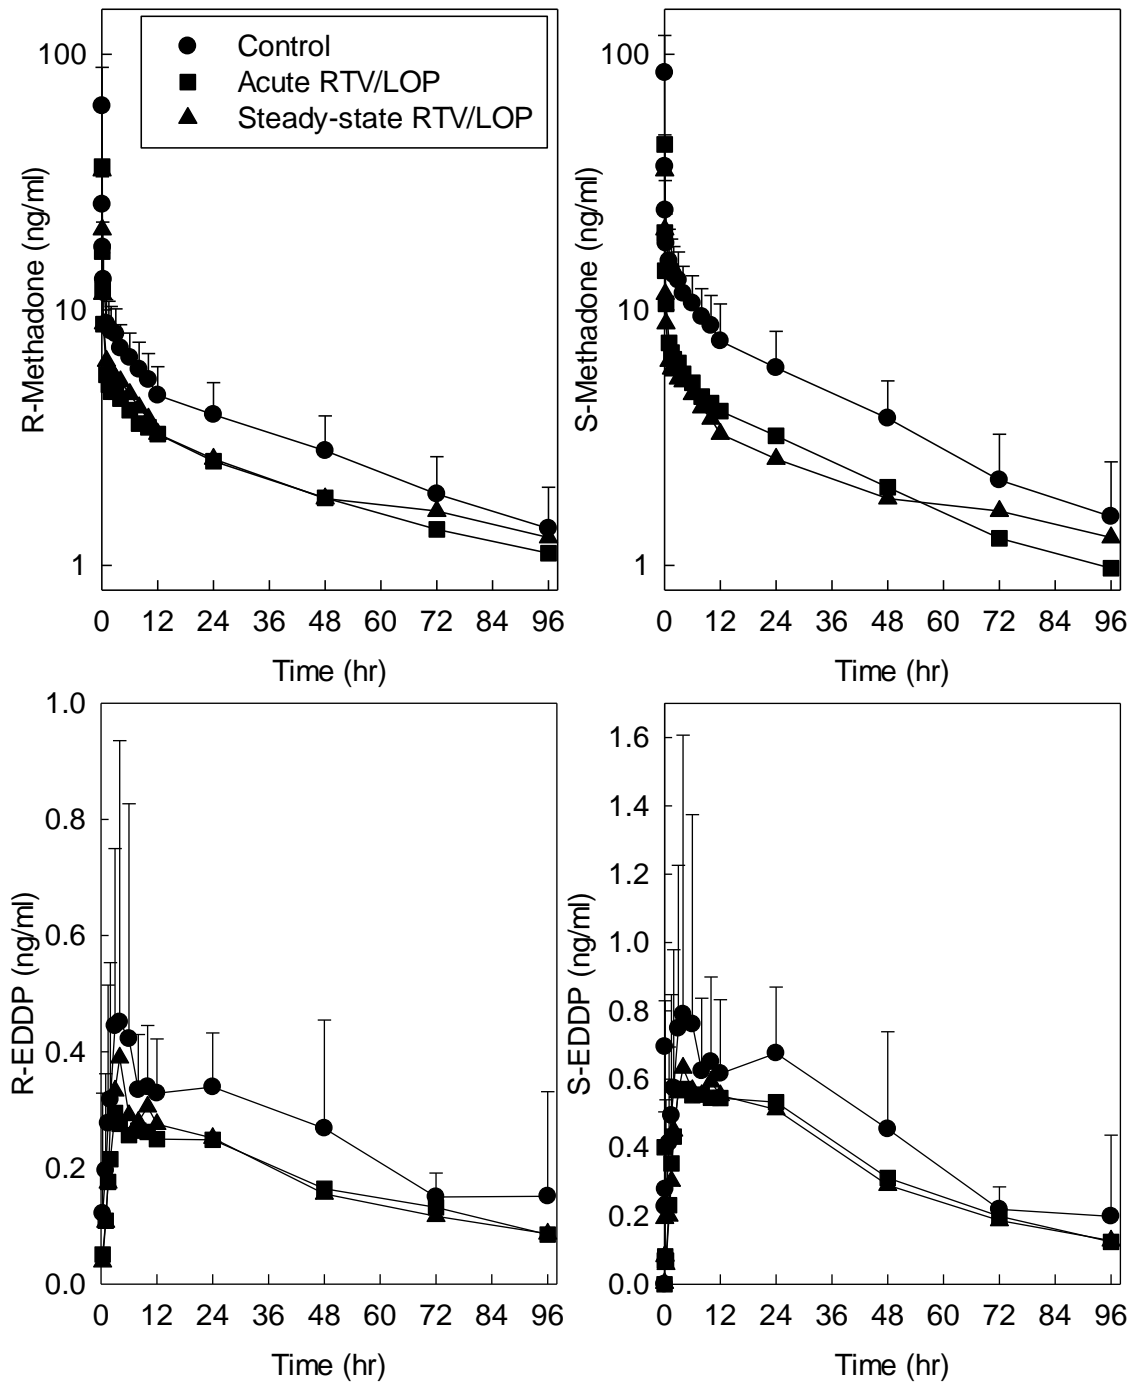 100
10
1
R-Methadone (ng/ml)
Control
Acute RTV/LOP
Steady-state RTV/LOP
0 12 24 36 48 60 72 84 96
Time (hr)
100
10
1
S-Methadone (ng/ml)
0 12 24 36 48 60 72 84 96
Time (hr)
1.0
0.8
0.6
0.4
0.2
0.0
R-EDDP (ng/ml)
0 12 24 36 48 60 72 84 96
Time (hr)
1.6
1.4
1.2
1.0
0.8
0.6
0.4
0.2
0.0
S-EDDP (ng/ml)
0 12 24 36 48 60 72 84 96
Time (hr)